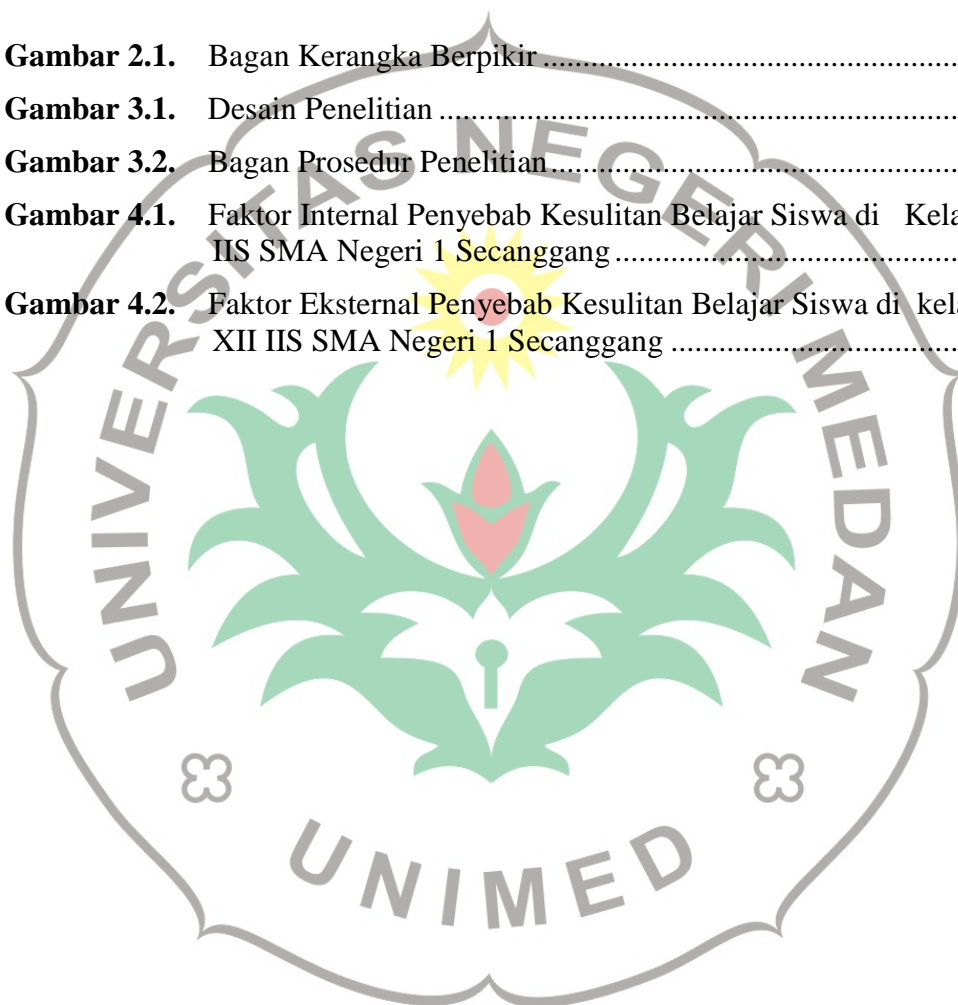 Gambar 2.1. Bagan Kerangka Berpikir ....................................................
Gambar 3.1. Desain Penelitian .................................................................
Gambar 3.2. Bagan Prosedur Penelitian...................................................
Gambar 4.1. Faktor Internal Penyebab Kesulitan Belajar Siswa di Kela
IIS SMA Negeri 1 Secanggang ...........................................
Gambar 4.2. Faktor Eksternal Penyebab Kesulitan Belajar Siswa di kela
XII IIS SMA Negeri 1 Secanggang ....................................
UNIVERSITAS NEGERI MEDAN
UNIMED